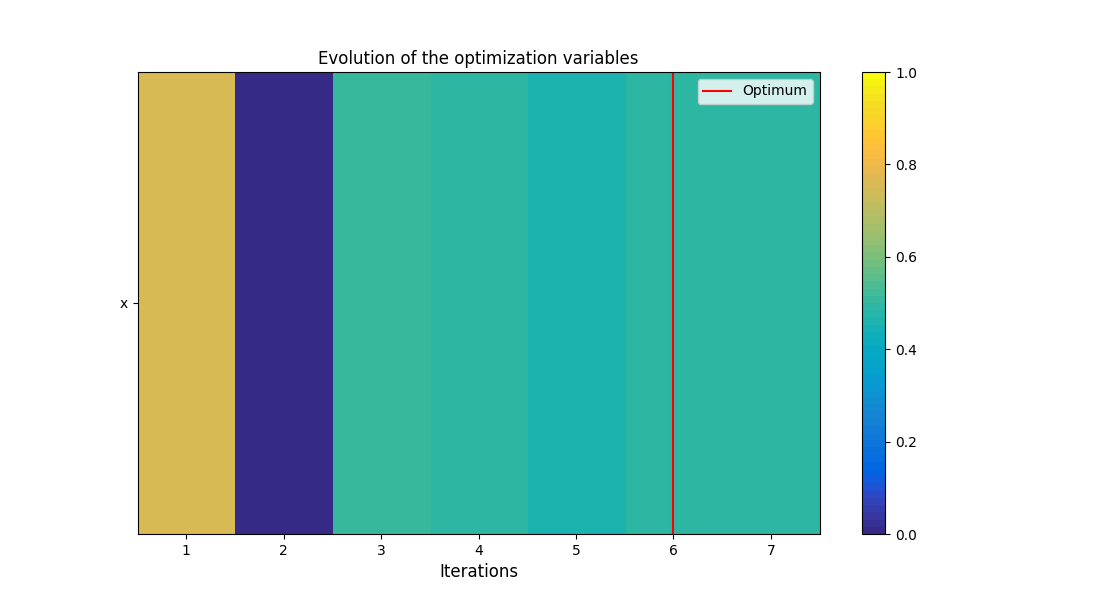 Evolution of the optimization variables
Optimum
x
1 2 3 4 5 6 7
Iterations
1.0
0.8
0.6
0.4
0.2
0.0